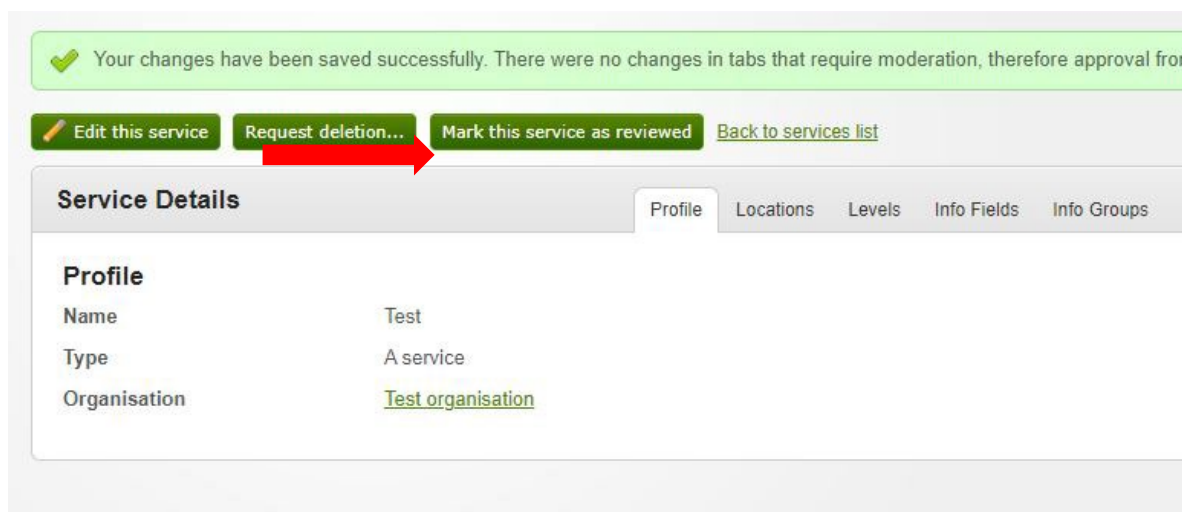 Your changes have been saved successfully. There were no changes in tabs that require moderation, therefore approval from
Edit this service Request deletion... Mark this service as reviewed Back to services list
Service Details Profile Locations Levels Info Fields Info Groups
Profile
Name Test
Type A service
Organisation Test organisation